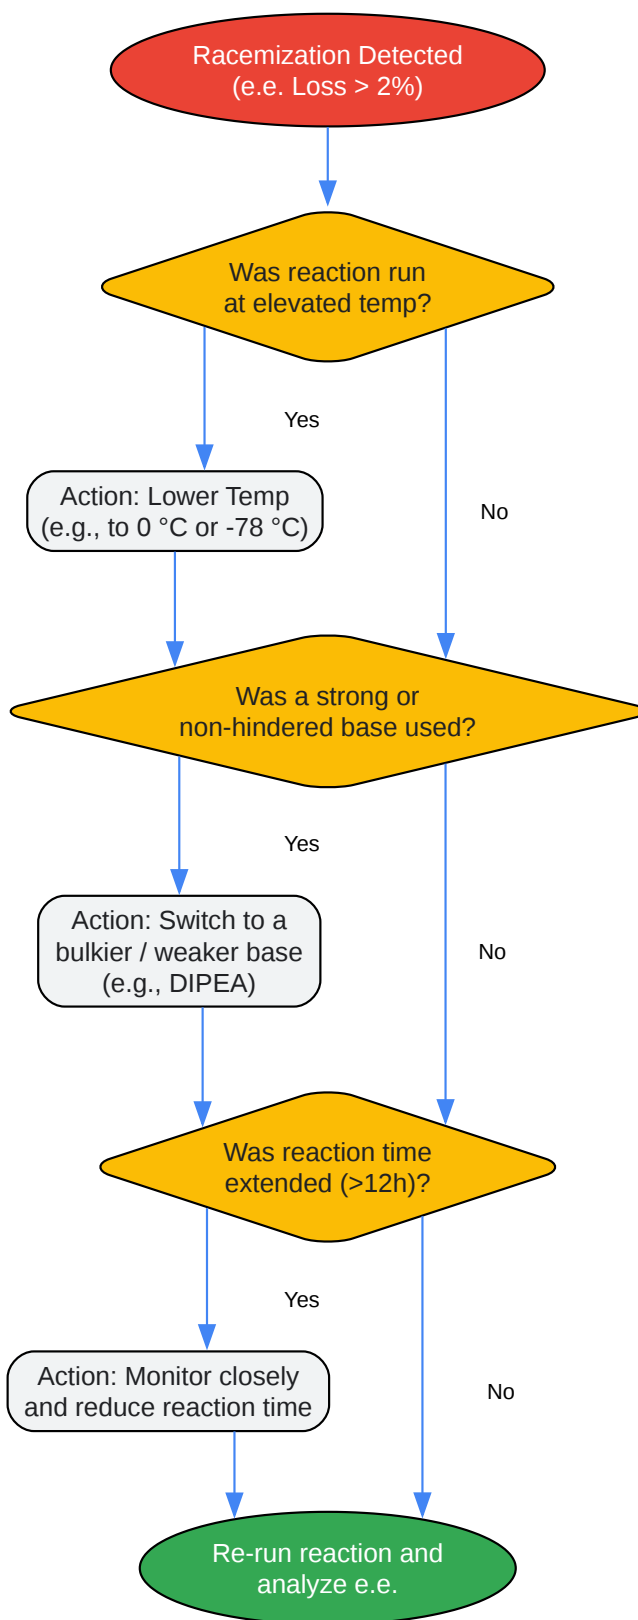 Racemization Detected
(e.e. Loss > 2%)
Was reaction run
at elevated temp?
Yes
Action: Lower Temp
(e.g., to 0 °C or -78 °C)
No
Was a strong or
non-hindered base used?
Yes
Action: Switch to a
bulkier / weaker base
(e.g., DIPEA)
No
Was reaction time
extended (>12h)?
Yes
Action: Monitor closely
and reduce reaction time
No
Re-run reaction and
analyze e.e.